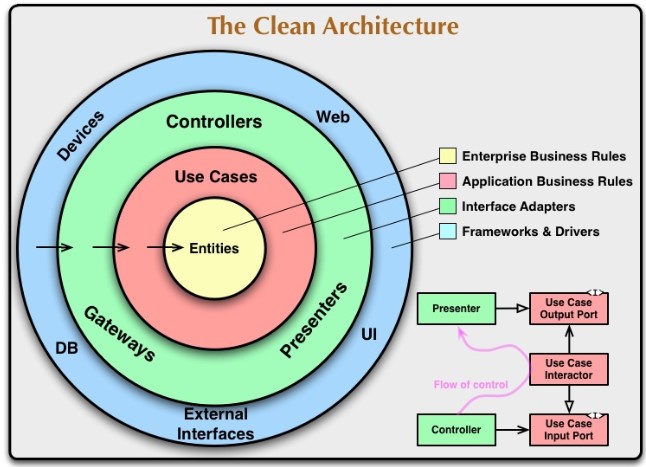 The Clean Architecture
Devices
Web
Controllers
Use Cases
Entities
Gateways
Presenters
DB
UI
External
Interfaces
Enterprise Business Rules
Application Business Rules
Interface Adapters
Frameworks & Drivers
Presenter
Use Case
Output Port
Use Case
Interactor
Flow of control
Controller
Use Case
Input Port